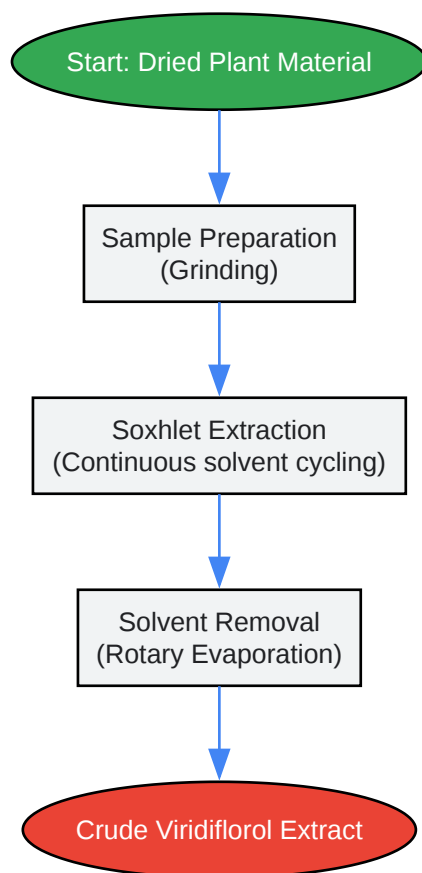 Start: Dried Plant Material
Sample Preparation
(Grinding)
Soxhlet Extraction
(Continuous solvent cycling)
Solvent Removal
(Rotary Evaporation)
Crude Viridiflorol Extract